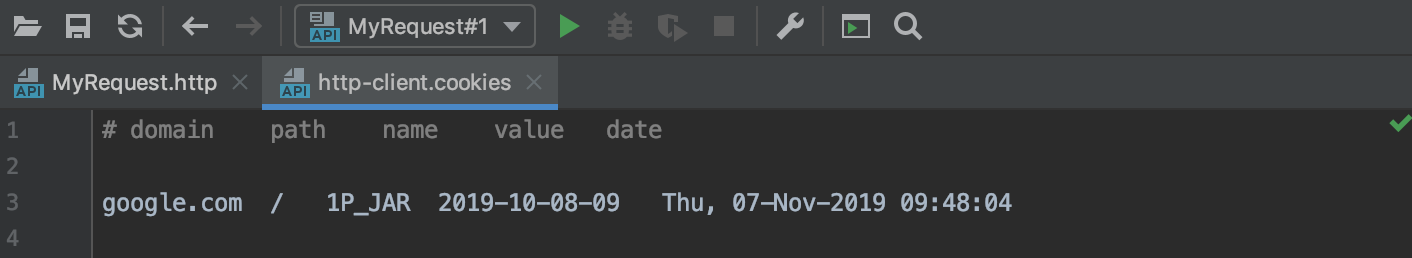 API MyRequest#1
API MyRequest.http API http-client.cookies
1 # domain path name value date
2
3 google.com / 1P_JAR 2019-10-08-09 Thu, 07-Nov-2019 09:48:04
4